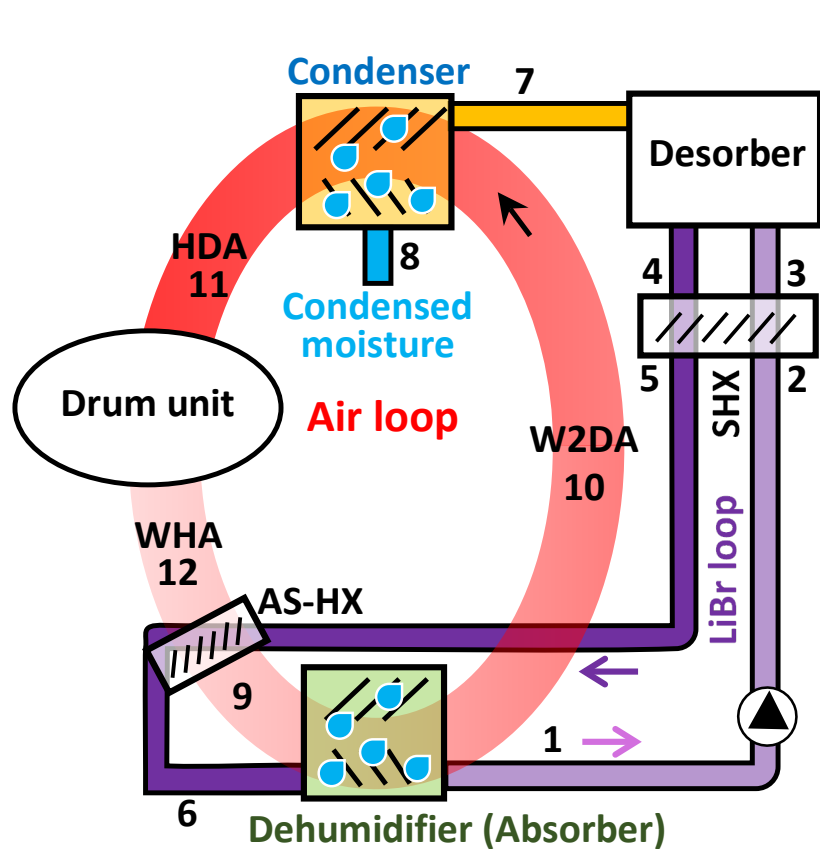 Condenser
7
Desorber
HDA
11
8
4
3
Condensed
moisture
5
2
SHX
Drum unit
Air loop
W2DA
10
WHA
12
LiBr loop
AS-HX
9
1
6
Dehumidifier (Absorber)